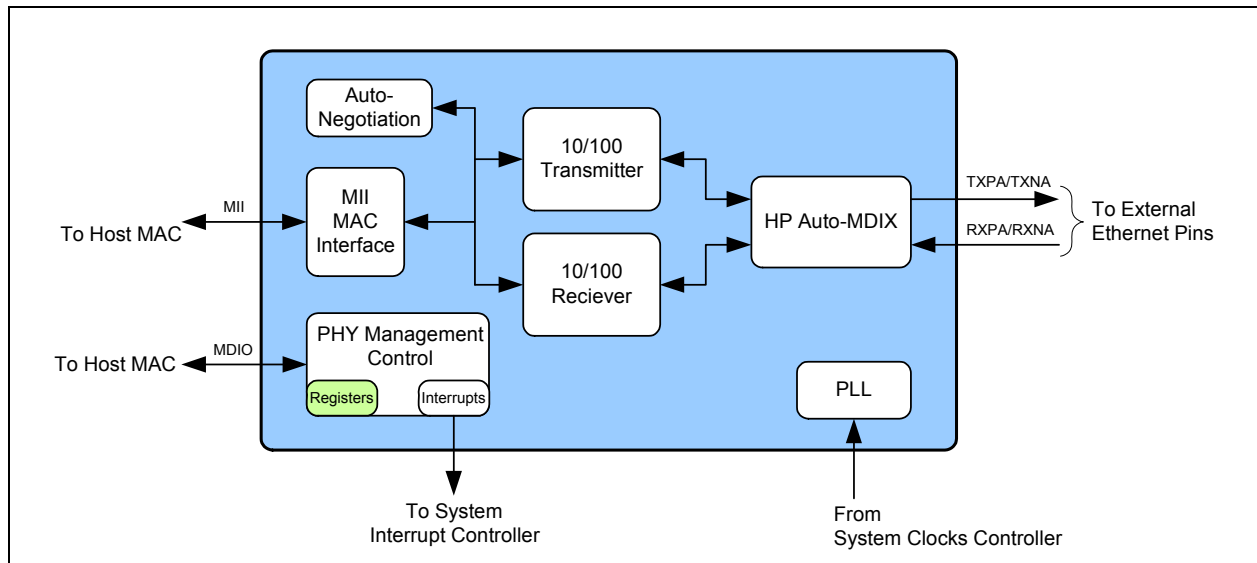 Auto-
Negotiation
10/100
Transmitter
MII
MAC
Interface
MII
To Host MAC
HP Auto-MDIX
TXPA/TXNA
RXPA/RXNA
To External
Ethernet Pins
10/100
Reciever
PHY Management
Control
MDIO
To Host MAC
Registers
Interrupts
PLL
To System
Interrupt Controller
From
System Clocks Controller